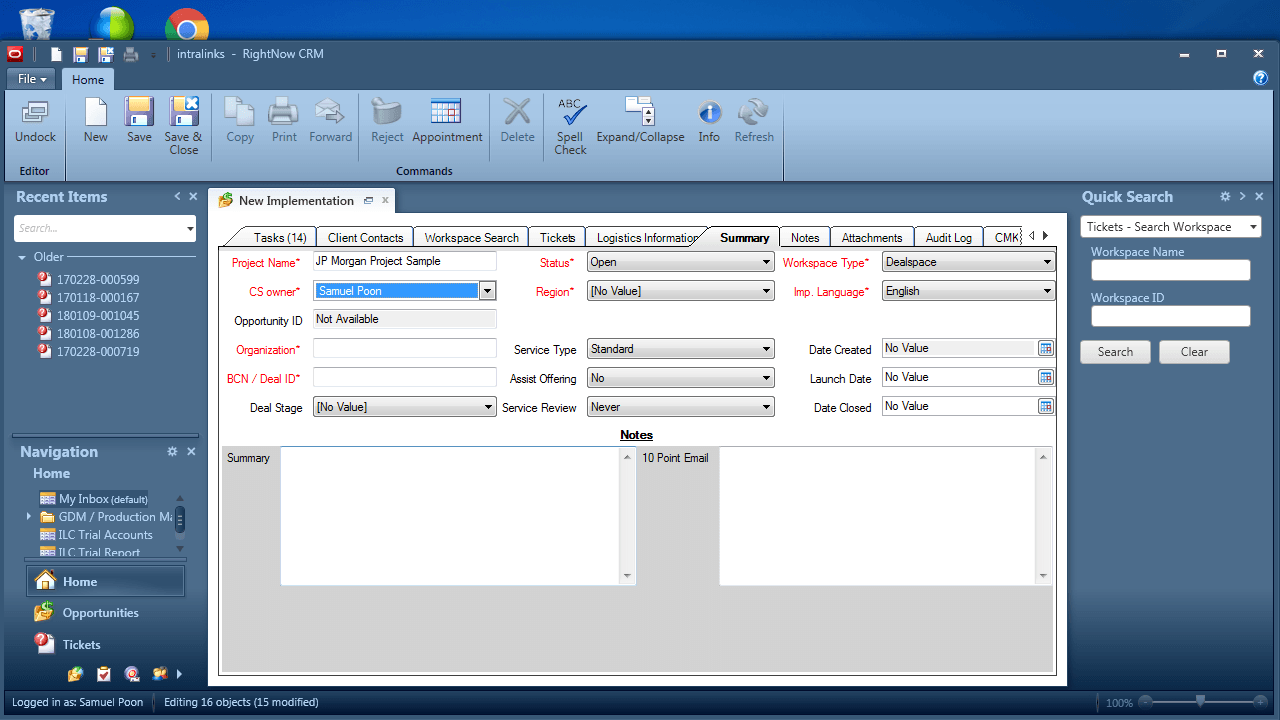 intralinks - RightNow CRM
File
Home
Undock
New
Save
Save & Close
Copy
Print
Forward
Reject
Appointment
Delete
ABC
Spell Check
Expand/Collapse
Info
Refresh
Editor
Commands
Recent Items
Search...
Older
170228-000599
170118-000167
180109-001045
180108-001286
170228-000719
Navigation
Home
My Inbox (default)
GDM / Production Ma
ILC Trial Accounts
ILC Trial Report
Home
Opportunities
Tickets
New Implementation
Tasks (14)
Client Contacts
Workspace Search
Tickets
Logistics Information
Summary
Notes
Attachments
Audit Log
CMK
Project Name*
JP Morgan Project Sample
Status*
Open
Workspace Type*
Dealspace
CS owner*
Samuel Poon
Region*
[No Value]
Imp. Language*
English
Opportunity ID
Not Available
Organization*
Service Type
Standard
Date Created
No Value
BCN / Deal ID*
Assist Offering
No
Launch Date
No Value
Deal Stage
[No Value]
Service Review
Never
Date Closed
No Value
Notes
Summary
10 Point Email
Quick Search
Tickets - Search Workspace
Workspace Name
Workspace ID
Search
Clear
Logged in as: Samuel Poon
Editing 16 objects (15 modified)
100%